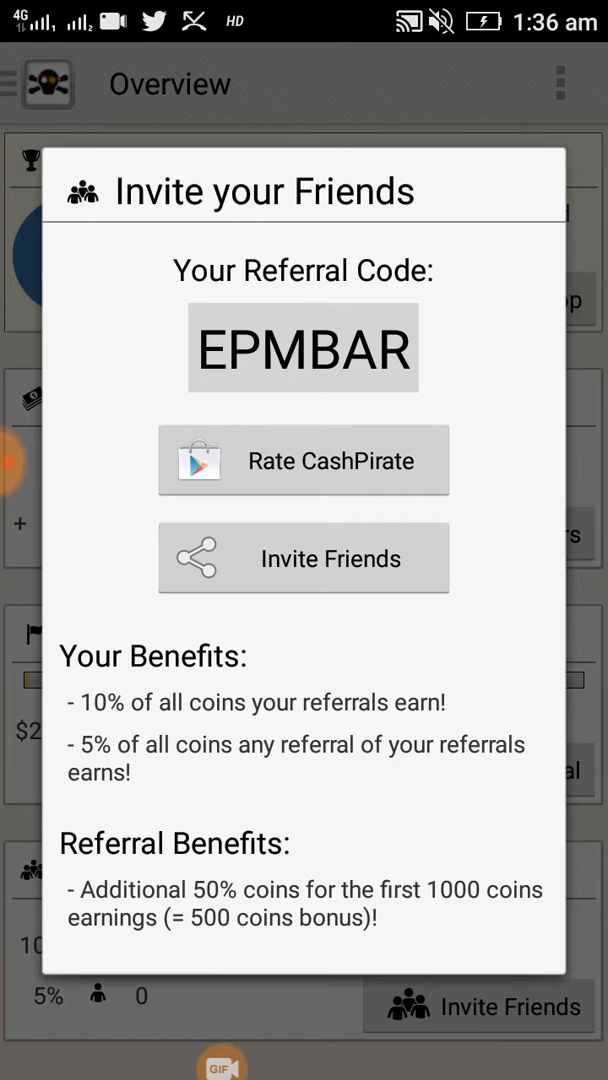 4G HD 1:36 am
Overview
Invite your Friends
Your Referral Code:
EPMBAR
Rate CashPirate
Invite Friends
Your Benefits:
- 10% of all coins your referrals earn!
- 5% of all coins any referral of your referrals
earns!
Referral Benefits:
- Additional 50% coins for the first 1000 coins
earnings (= 500 coins bonus)!
5% 0
Invite Friends
GIF